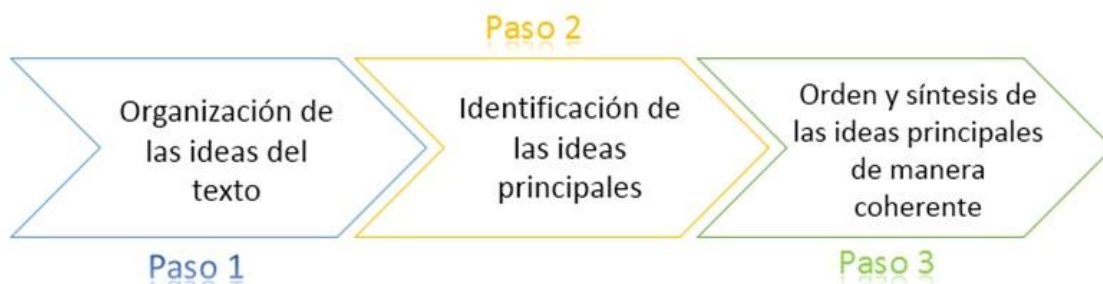 Paso 1
Organización de
las ideas del
texto
Paso 2
Identificación de
las ideas
principales
Paso 3
Orden y síntesis de
las ideas principales
de manera
coherente